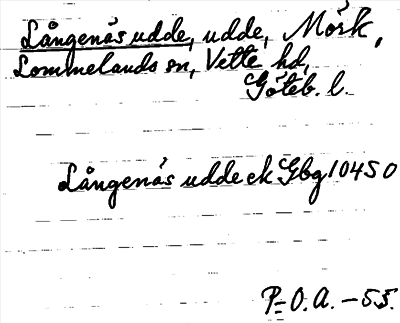 Långenäs udde, udde, Mörk,
Lommelands sn, Vette hd,
Göteb. l.
Långenäs udde ek Gbg 10450
P=O.A. -55.